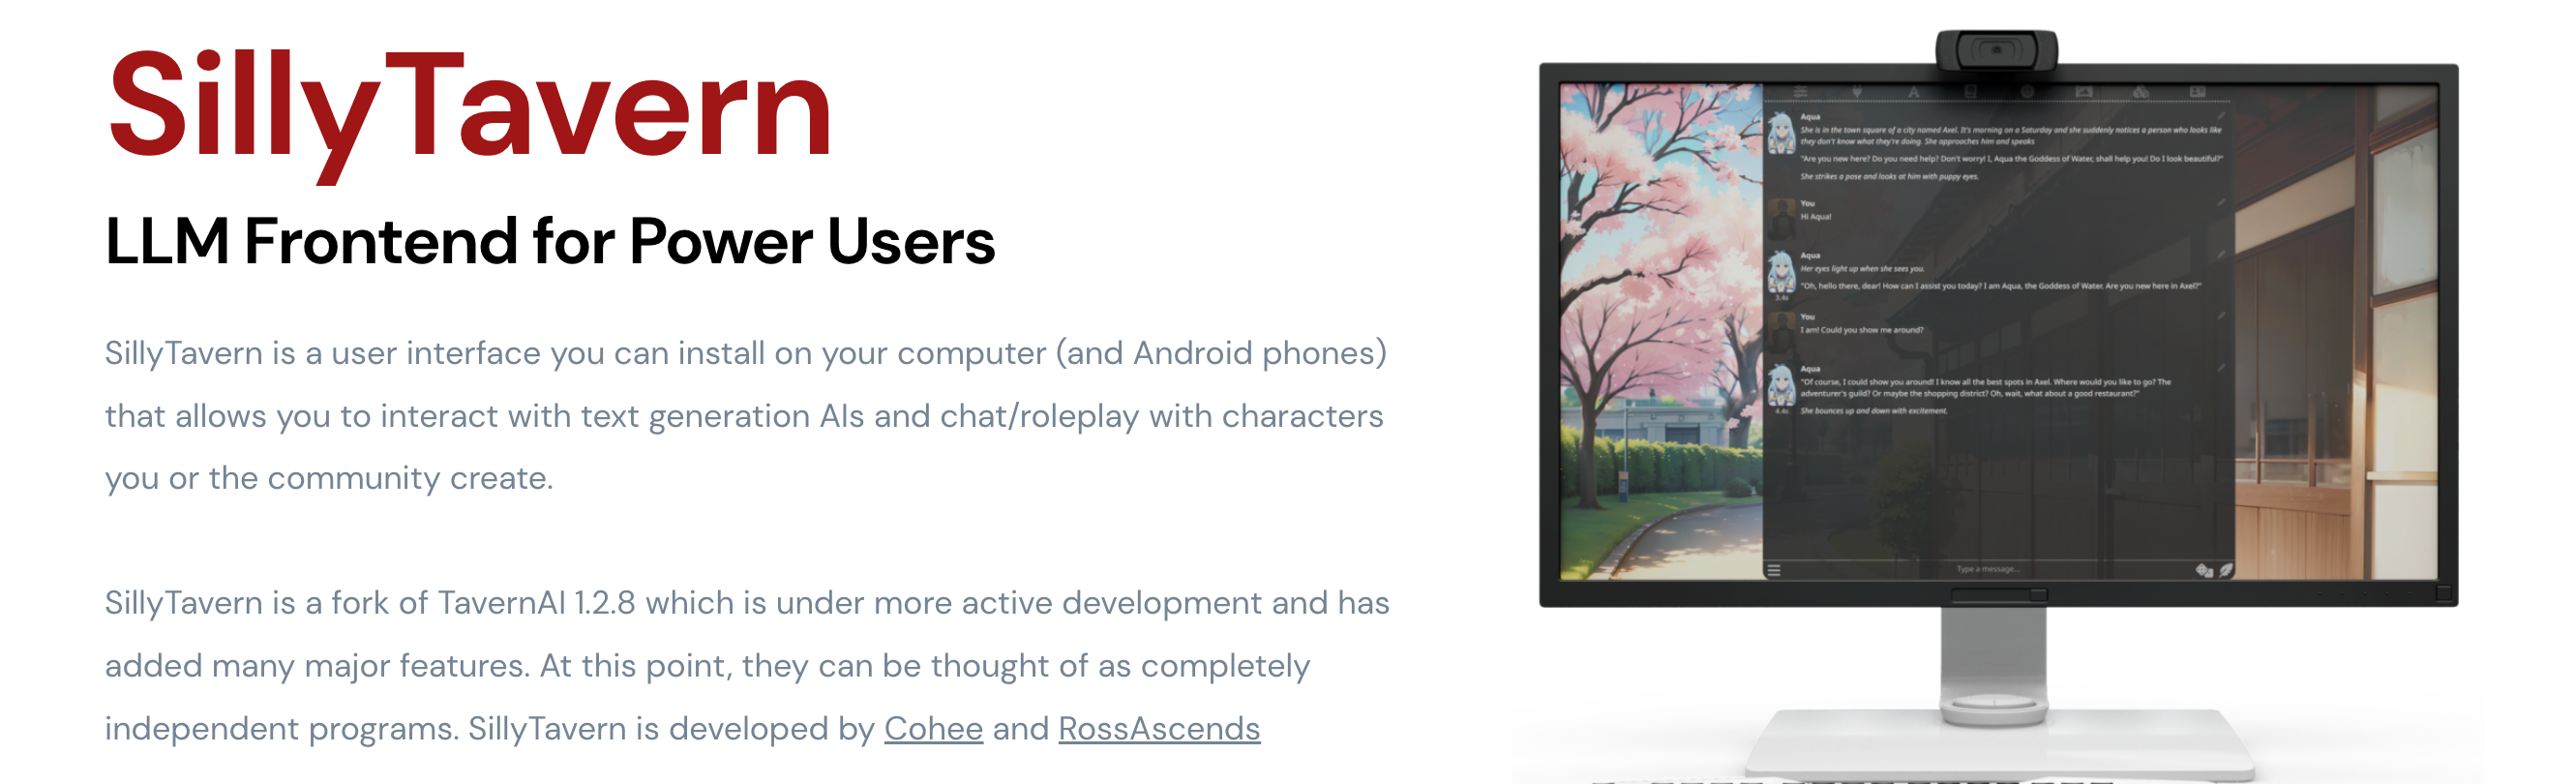 SillyTavern
LLM Frontend for Power Users
SillyTavern is a user interface you can install on your computer (and Android phones)
that allows you to interact with text generation AIs and chat/roleplay with characters
you or the community create.
SillyTavern is a fork of TavernAI 1.2.8 which is under more active development and has
added many major features. At this point, they can be thought of as completely
independent programs. SillyTavern is developed by Cohee and RossAscends
Aqua
She is in the town square of a city named Axel. It's morning on a Saturday and she suddenly notices a person who looks like
they don't know what they're doing. She approaches him and speaks
"Are you new here? Do you need help? Don't worry! I, Aqua the Goddess of Water, shall help you! Do I look beautiful?"
She strikes a pose and looks at him with puppy eyes.
You
Hi Aqua!
Aqua
Her eyes light up when she sees you.
"Oh, hello there, dear! How can I assist you today? I am Aqua, the Goddess of Water. Are you new here in Axel?"
3.4s
You
I am! Could you show me around?
Aqua
"Of course, I could show you around! I know all the best spots in Axel. Where would you like to go? The
adventurer's guild? Or maybe the shopping district? Oh, wait, what about a good restaurant?"
4.4s
She bounces up and down with excitement.
Type a message...